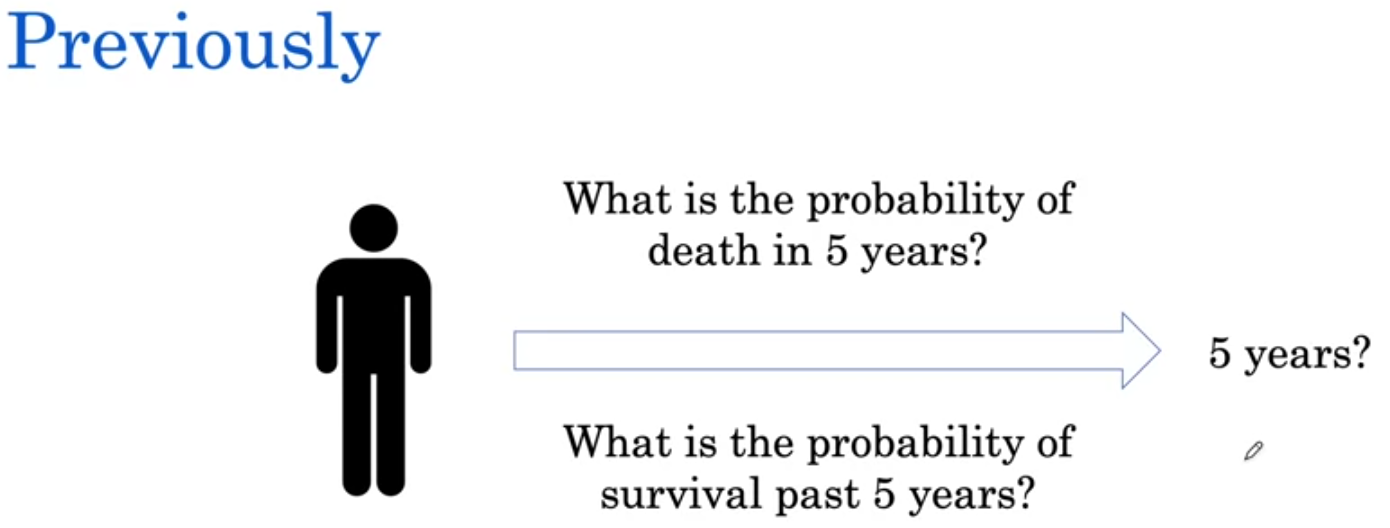 Previously
What is the probability of
death in 5 years?
5 years?
What is the probability of
survival past 5 years?